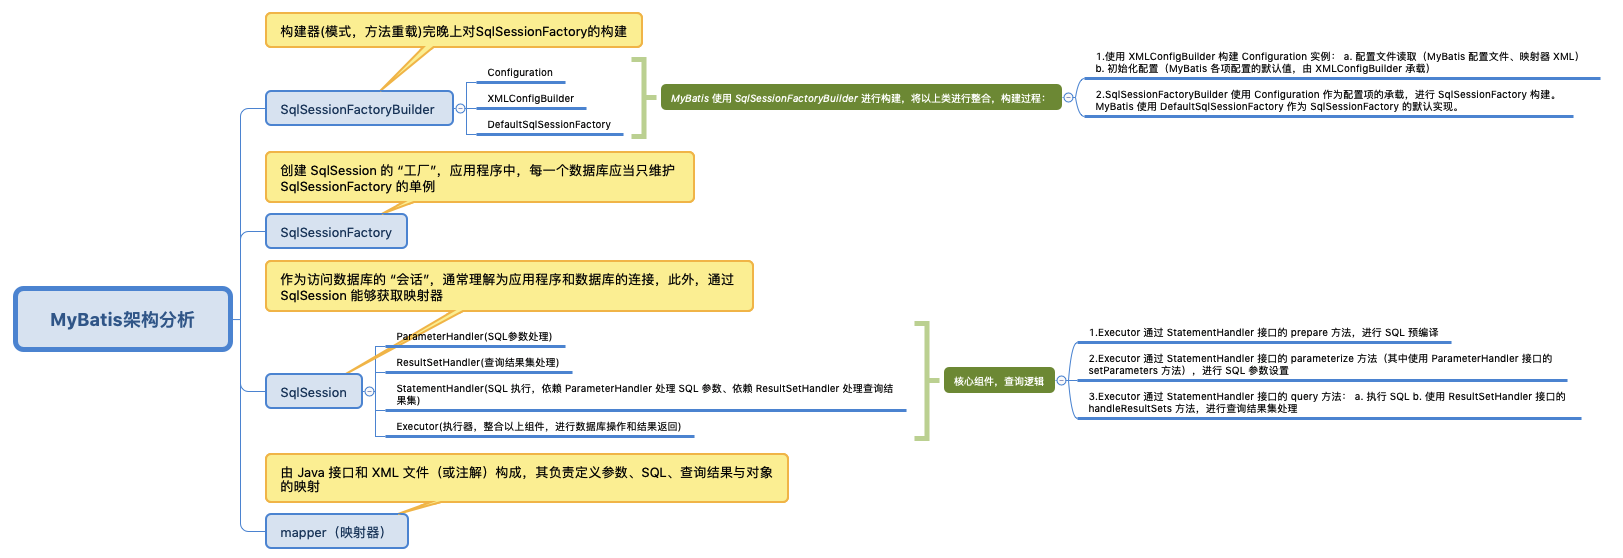 MyBatis架构分析
构建器(模式，方法重载)完晚上对SqlSessionFactory的构建
SqlSessionFactoryBuilder
Configuration
XMLConfigBuilder
DefaultSqlSessionFactory
MyBatis 使用 SqlSessionFactoryBuilder 进行构建，将以上类进行整合，构建过程：
1.使用 XMLConfigBuilder 构建 Configuration 实例： a. 配置文件读取（MyBatis 配置文件、映射器 XML）
b. 初始化配置（MyBatis 各项配置的默认值，由 XMLConfigBuilder 承载）
2.SqlSessionFactoryBuilder 使用 Configuration 作为配置项的承载，进行 SqlSessionFactory 构建。
MyBatis 使用 DefaultSqlSessionFactory 作为 SqlSessionFactory 的默认实现。
创建 SqlSession 的 “工厂”，应用程序中，每一个数据库应当只维护
SqlSessionFactory 的单例
SqlSessionFactory
作为访问数据库的 “会话”，通常理解为应用程序和数据库的连接，此外，通过
SqlSession 能够获取映射器
SqlSession
ParameterHandler(SQL参数处理)
ResultSetHandler(查询结果集处理)
StatementHandler(SQL 执行，依赖 ParameterHandler 处理 SQL 参数、依赖 ResultSetHandler 处理查询结
果集)
Executor(执行器，整合以上组件，进行数据库操作和结果返回)
核心组件，查询逻辑
1.Executor 通过 StatementHandler 接口的 prepare 方法，进行 SQL 预编译
2.Executor 通过 StatementHandler 接口的 parameterize 方法（其中使用 ParameterHandler 接口的
setParameters 方法），进行 SQL 参数设置
3.Executor 通过 StatementHandler 接口的 query 方法： a. 执行 SQL b. 使用 ResultSetHandler 接口的
handleResultSets 方法，进行查询结果集处理
由 Java 接口和 XML 文件（或注解）构成，其负责定义参数、SQL、查询结果与对象
的映射
mapper（映射器）